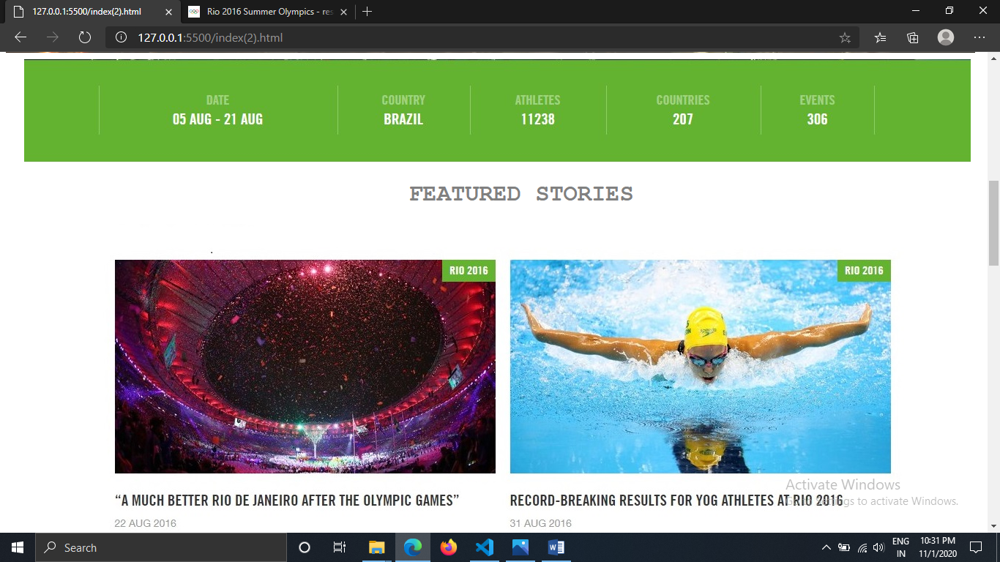 127.0.0.1:5500/index(2).html
Rio 2016 Summer Olympics - res
127.0.0.1:5500/index(2).html
DATE COUNTRY ATHLETES COUNTRIES EVENTS
05 AUG - 21 AUG BRAZIL 11238 207 306
FEATURED STORIES
.
RIO 2016
RIO 2016
“A MUCH BETTER RIO DE JANEIRO AFTER THE OLYMPIC GAMES”
22 AUG 2016
RECORD-BREAKING RESULTS FOR YOG ATHLETES AT RIO 2016
31 AUG 2016
Activate Windows
Go to Settings to activate Windows.
Search
ENG
IN
10:31 PM
11/1/2020